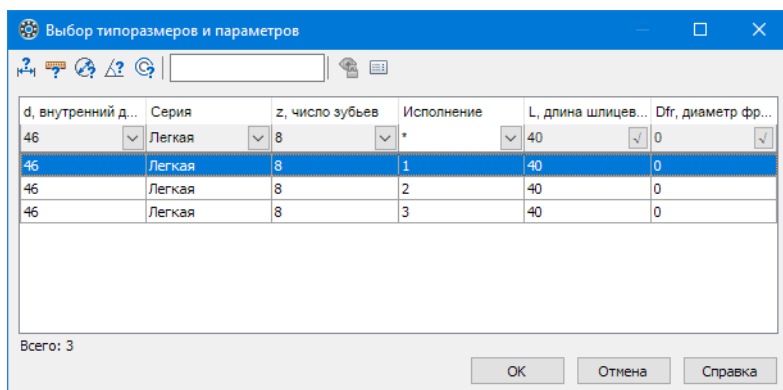 Выбор типоразмеров и параметров
d, внутренний д... Серия z, число зубьев Исполнение L, длина шлицев... Dfr, диаметр фр...
46 Легкая 8 * 40 √ 0 √
46 Легкая 8 1 40 0
46 Легкая 8 2 40 0
46 Легкая 8 3 40 0
Всего: 3
ОК Отмена Справка